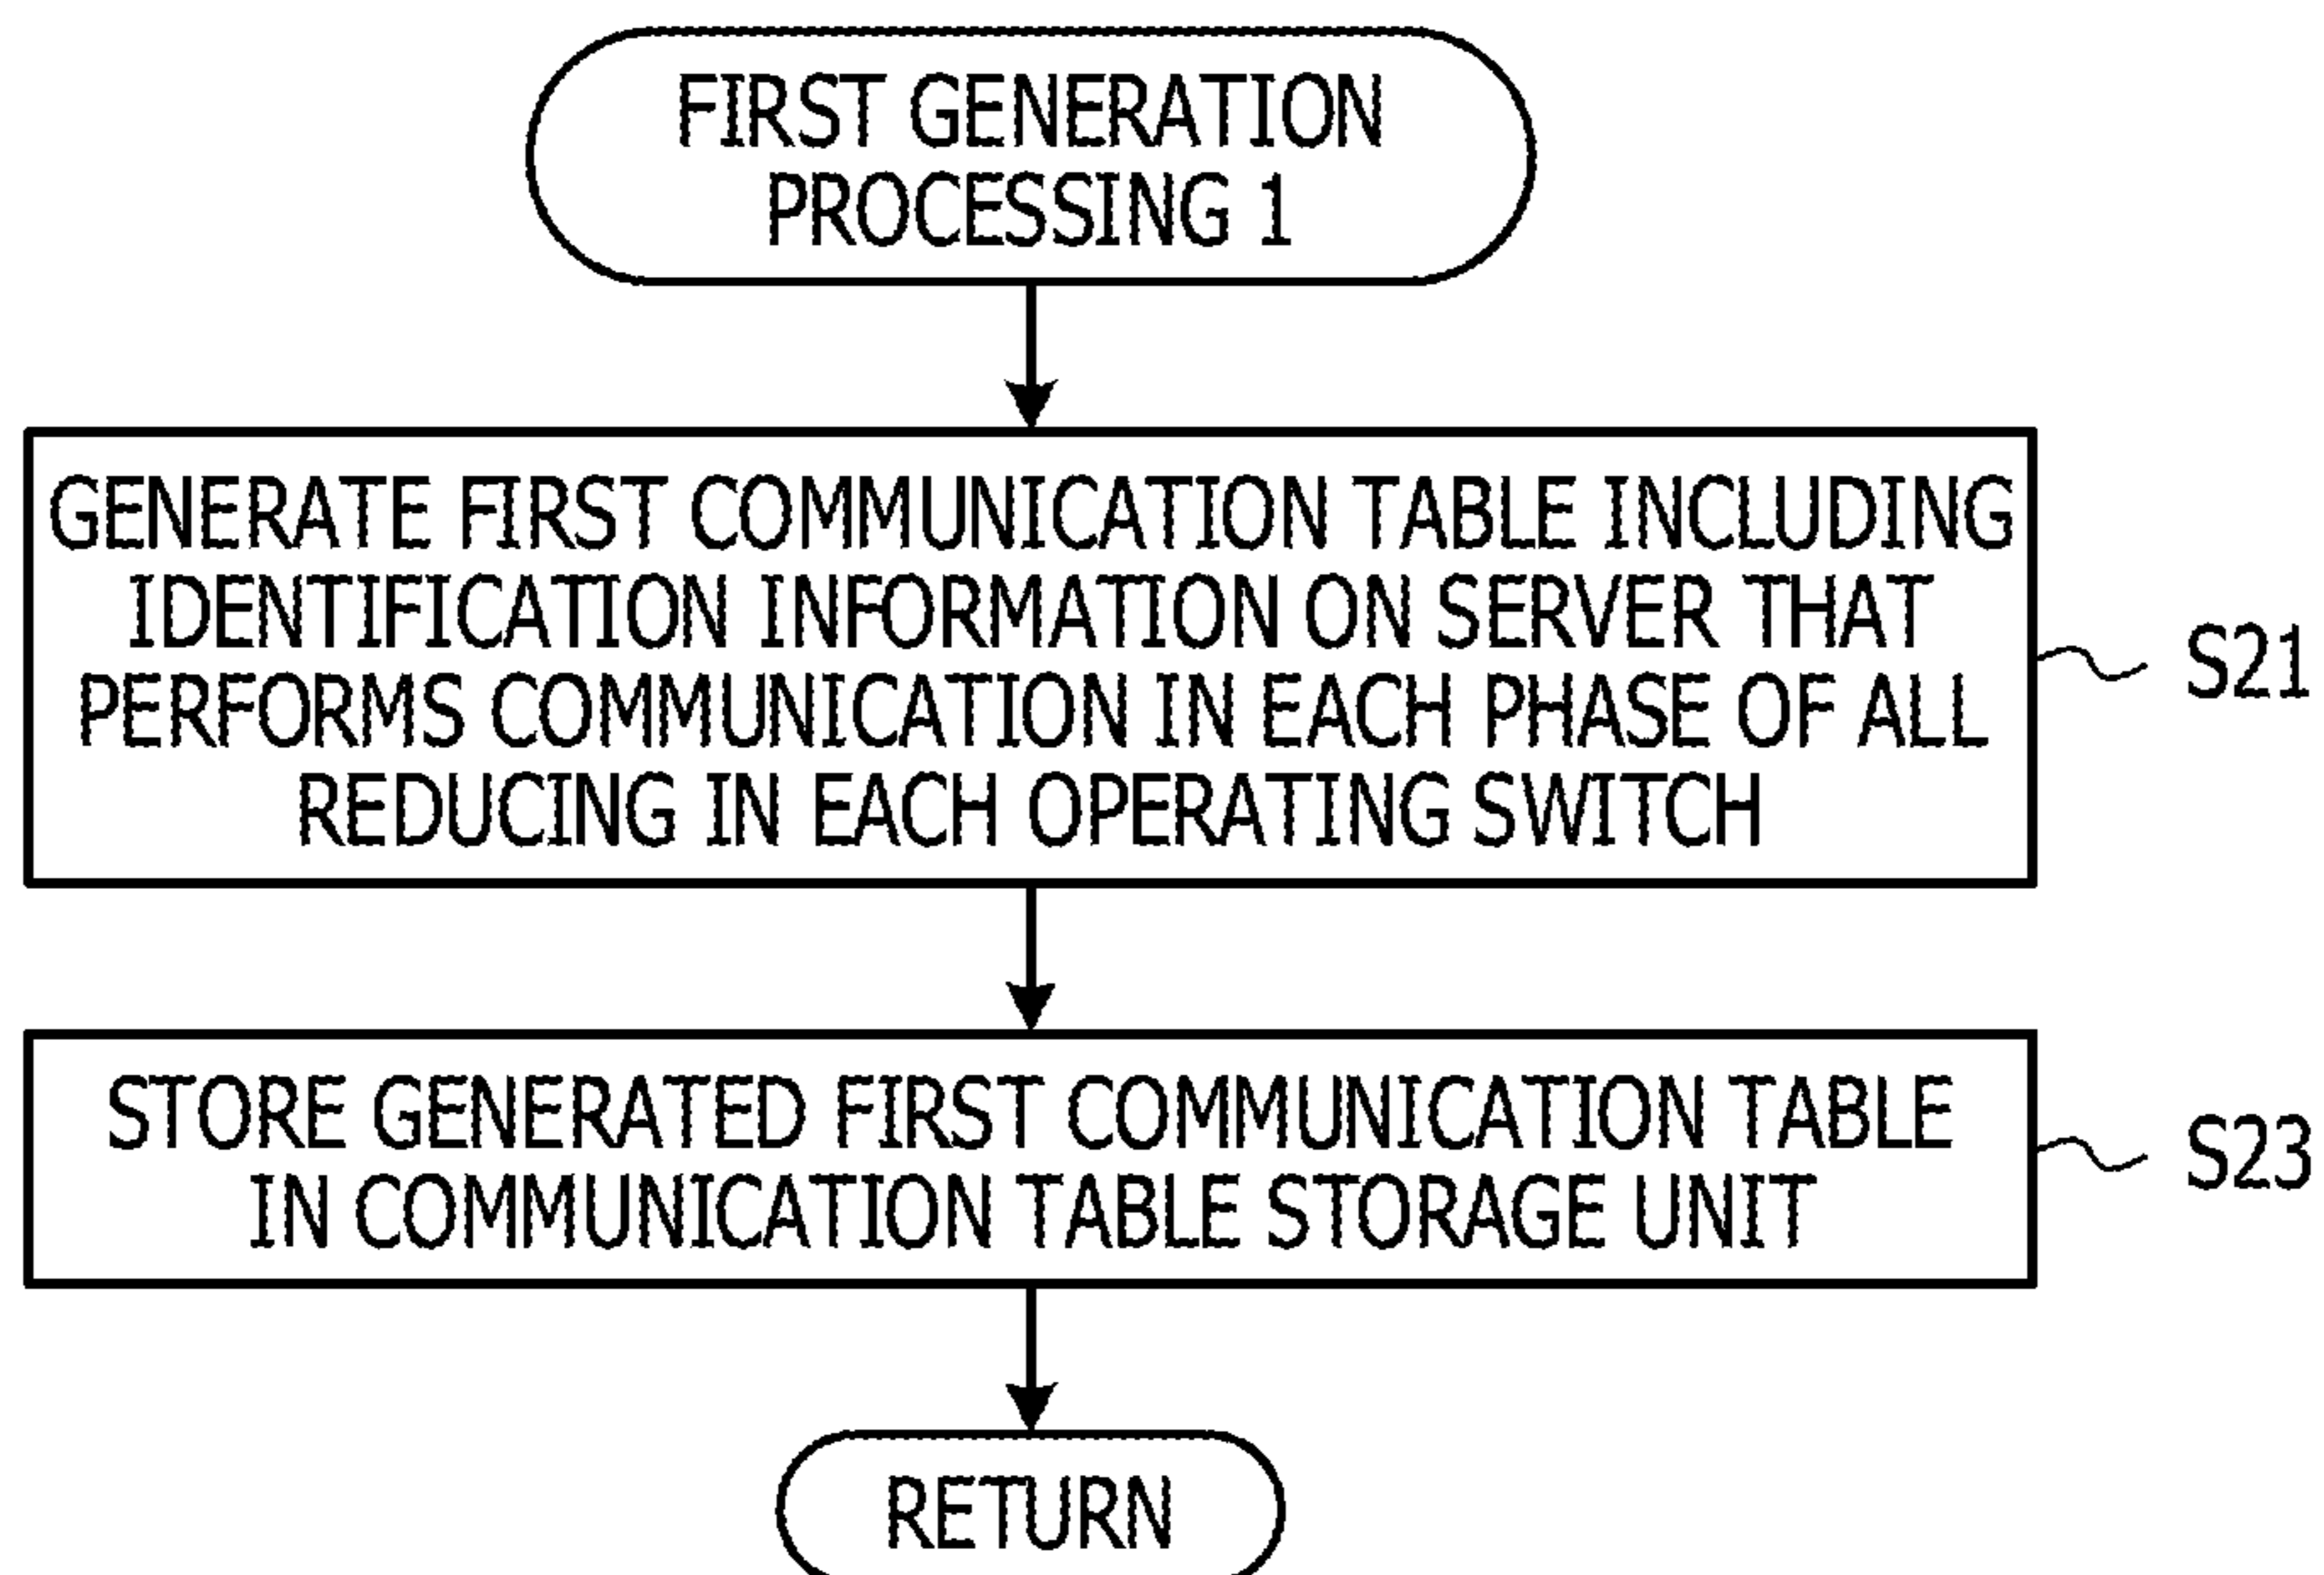 FIRST GENERATION
PROCESSING 1
GENERATE FIRST COMMUNICATION TABLE INCLUDING
IDENTIFICATION INFORMATION ON SERVER THAT
PERFORMS COMMUNICATION IN EACH PHASE OF ALL
REDUCING IN EACH OPERATING SWITCH
S21
STORE GENERATED FIRST COMMUNICATION TABLE
IN COMMUNICATION TABLE STORAGE UNIT
S23
RETURN